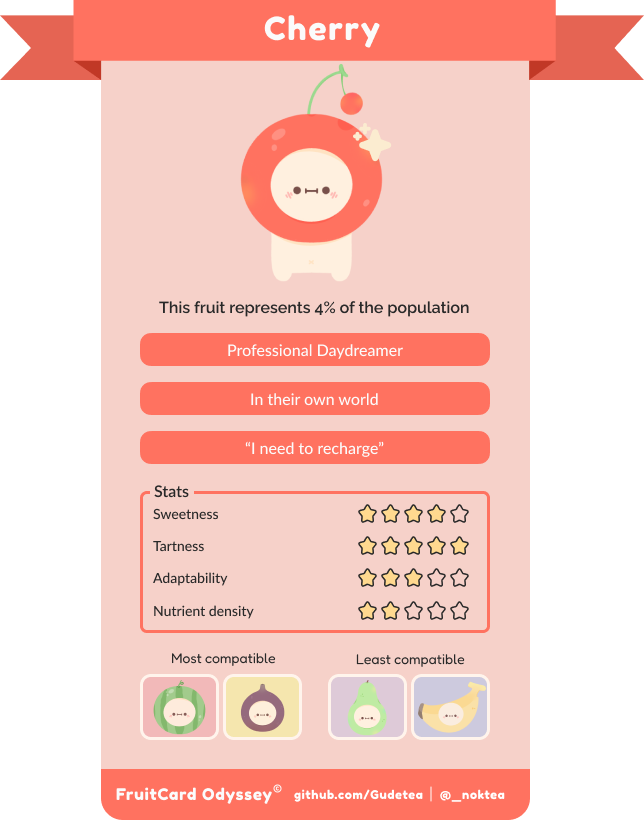 Cherry
This fruit represents 4% of the population
Professional Daydreamer
In their own world
“I need to recharge”
Stats
Sweetness
Tartness
Adaptability
Nutrient density
Most compatible
Least compatible
FruitCard Odyssey© github.com/Gudetea | @_noktea